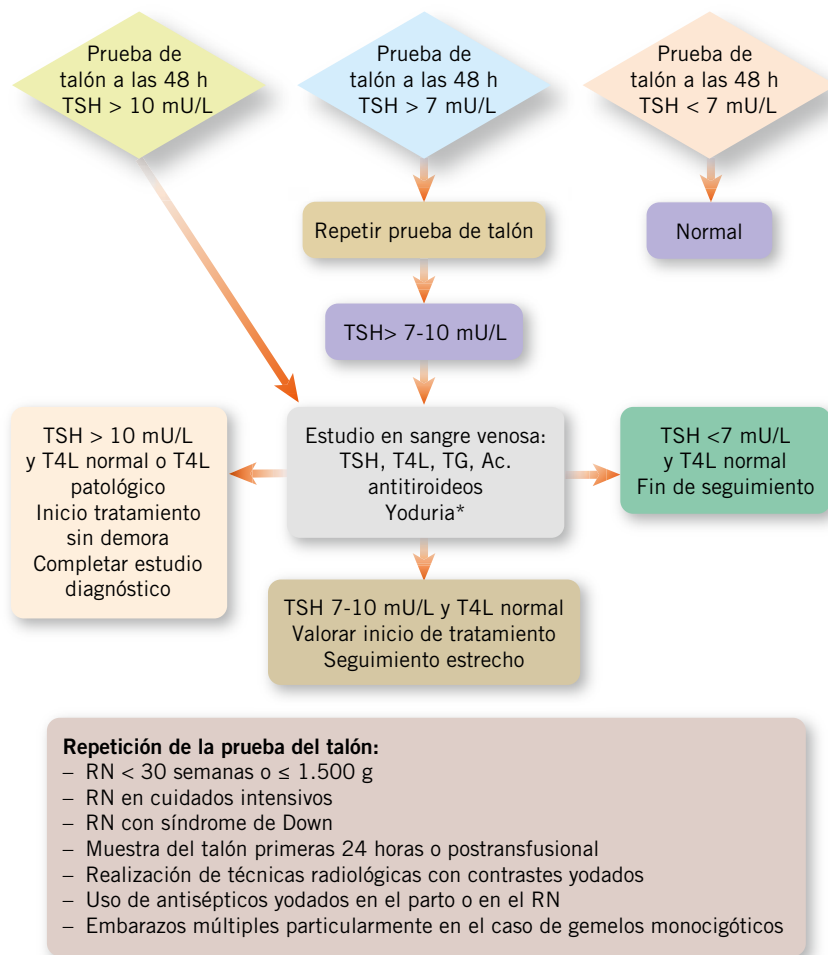 Prueba de
talón a las 48 h
TSH > 10 mU/L
Prueba de
talón a las 48 h
TSH > 7 mU/L
Prueba de
talón a las 48 h
TSH < 7 mU/L
Repetir prueba de talón
Normal
TSH> 7-10 mU/L
TSH > 10 mU/L
y T4L normal o T4L
patológico
Inicio tratamiento
sin demora
Completar estudio
diagnóstico
Estudio en sangre venosa:
TSH, T4L, TG, Ac.
antitiroideos
Yoduria*
TSH <7 mU/L
y T4L normal
Fin de seguimiento
TSH 7-10 mU/L y T4L normal
Valorar inicio de tratamiento
Seguimiento estrecho
Repetición de la prueba del talón:
– RN < 30 semanas o ≤ 1.500 g
– RN en cuidados intensivos
– RN con síndrome de Down
– Muestra del talón primeras 24 horas o postransfusional
– Realización de técnicas radiológicas con contrastes yodados
– Uso de antisépticos yodados en el parto o en el RN
– Embarazos múltiples particularmente en el caso de gemelos monocigóticos